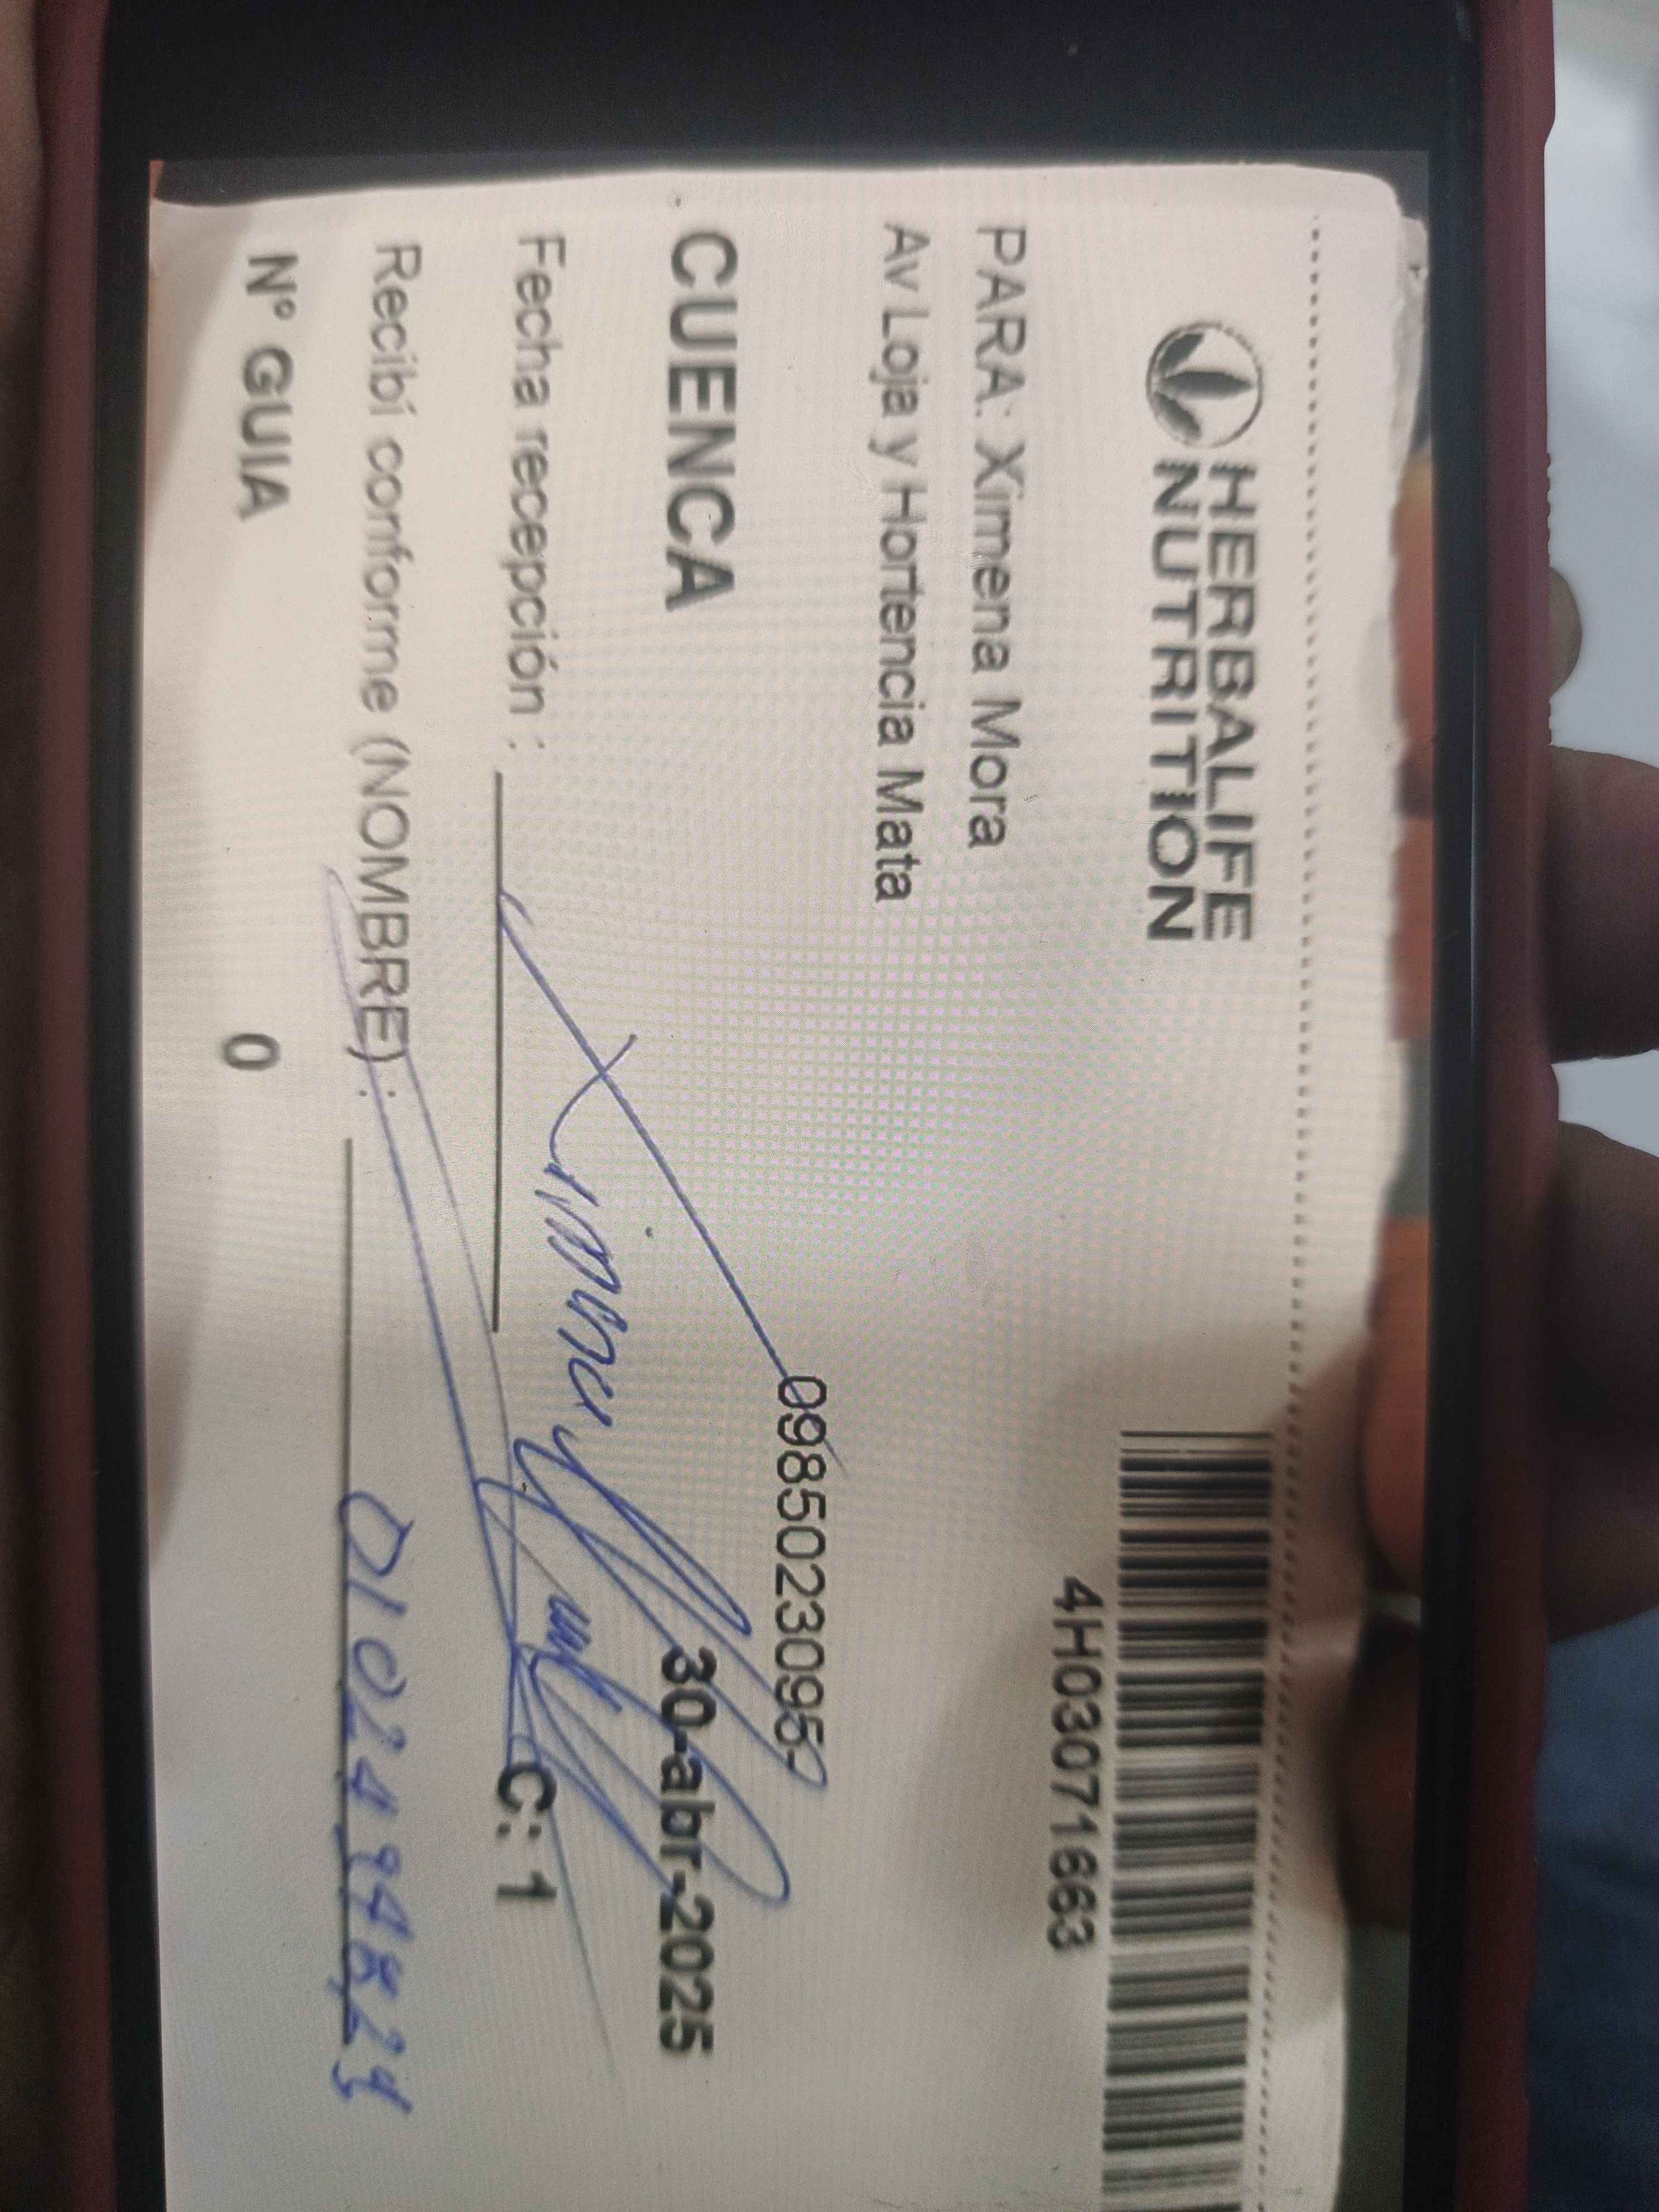 HERBALIFE
NUTRITION
4H03071663
PARA: Ximena Mora
Av Loja y Hortencia Mata
0985023095-
CUENCA
30-abr-2025
Fecha recepción :
Ximena
C: 1
Recibí conforme (NOMBRE) :
N° GUIA 0